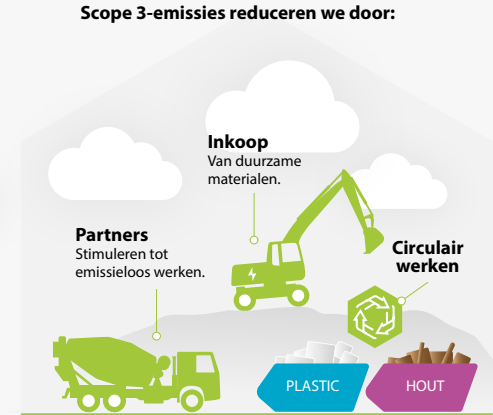 Scope 3-emissies reduceren we door:
Inkoop
Van duurzame
materialen.
Partners
Stimuleren tot
emissieloos werken.
Circulair
werken
PLASTIC
HOUT